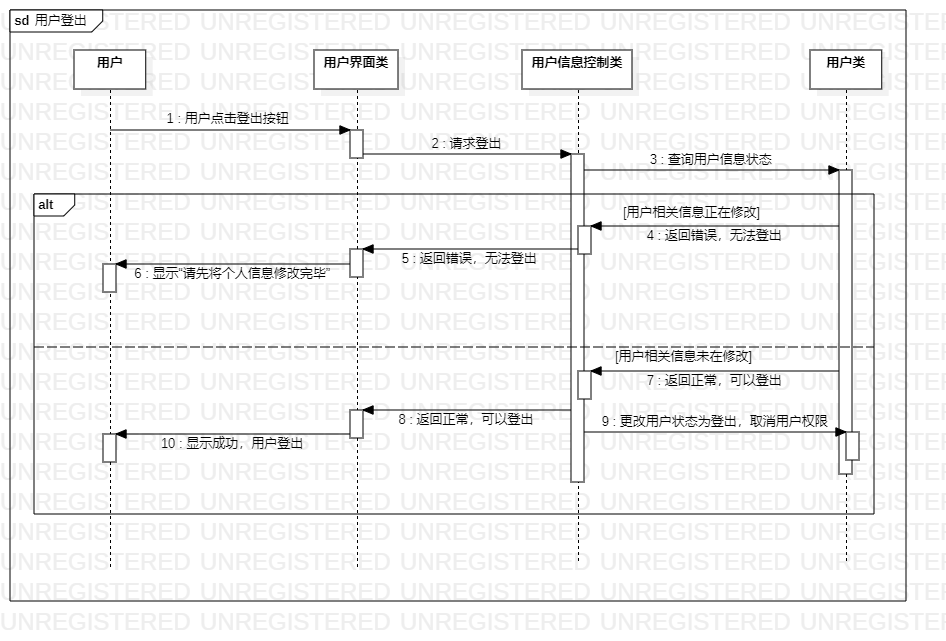 sd 用户登出
用户
用户界面类
用户信息控制类
用户类
1 : 用户点击登出按钮
2 : 请求登出
3 : 查询用户信息状态
alt
[用户相关信息正在修改]
4 : 返回错误，无法登出
5 : 返回错误，无法登出
6 : 显示“请先将个人信息修改完毕”
[用户相关信息未在修改]
7 : 返回正常，可以登出
8 : 返回正常，可以登出
9 : 更改用户状态为登出，取消用户权限
10 : 显示成功，用户登出
UNREGISTERED